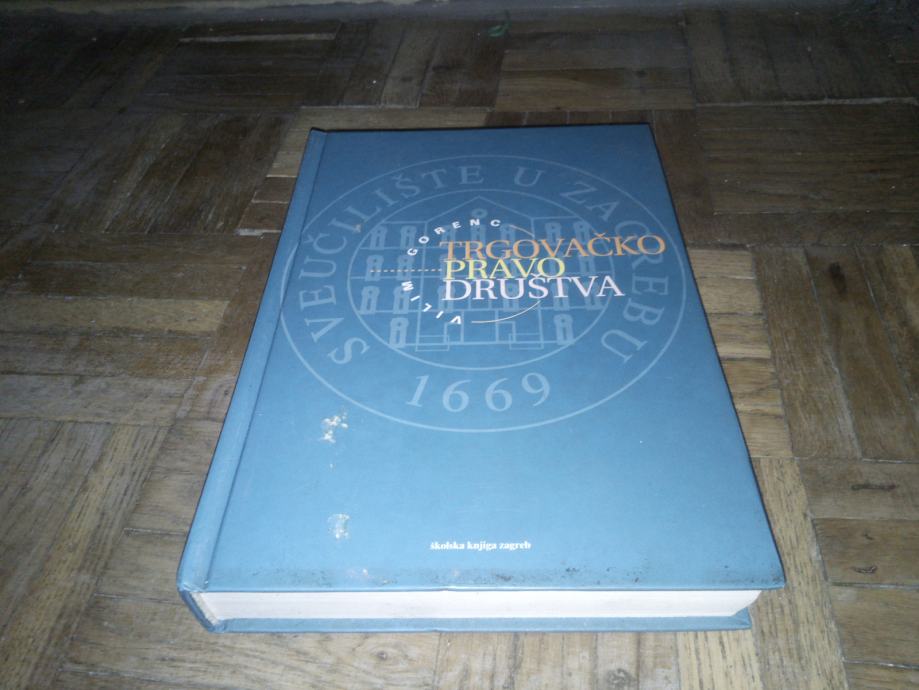 SVEUČILIŠTE U ZAGREBU
VILIM GORENC
TRGOVAČKO
PRAVO
DRUŠTVA
1669
školska knjiga zagreb